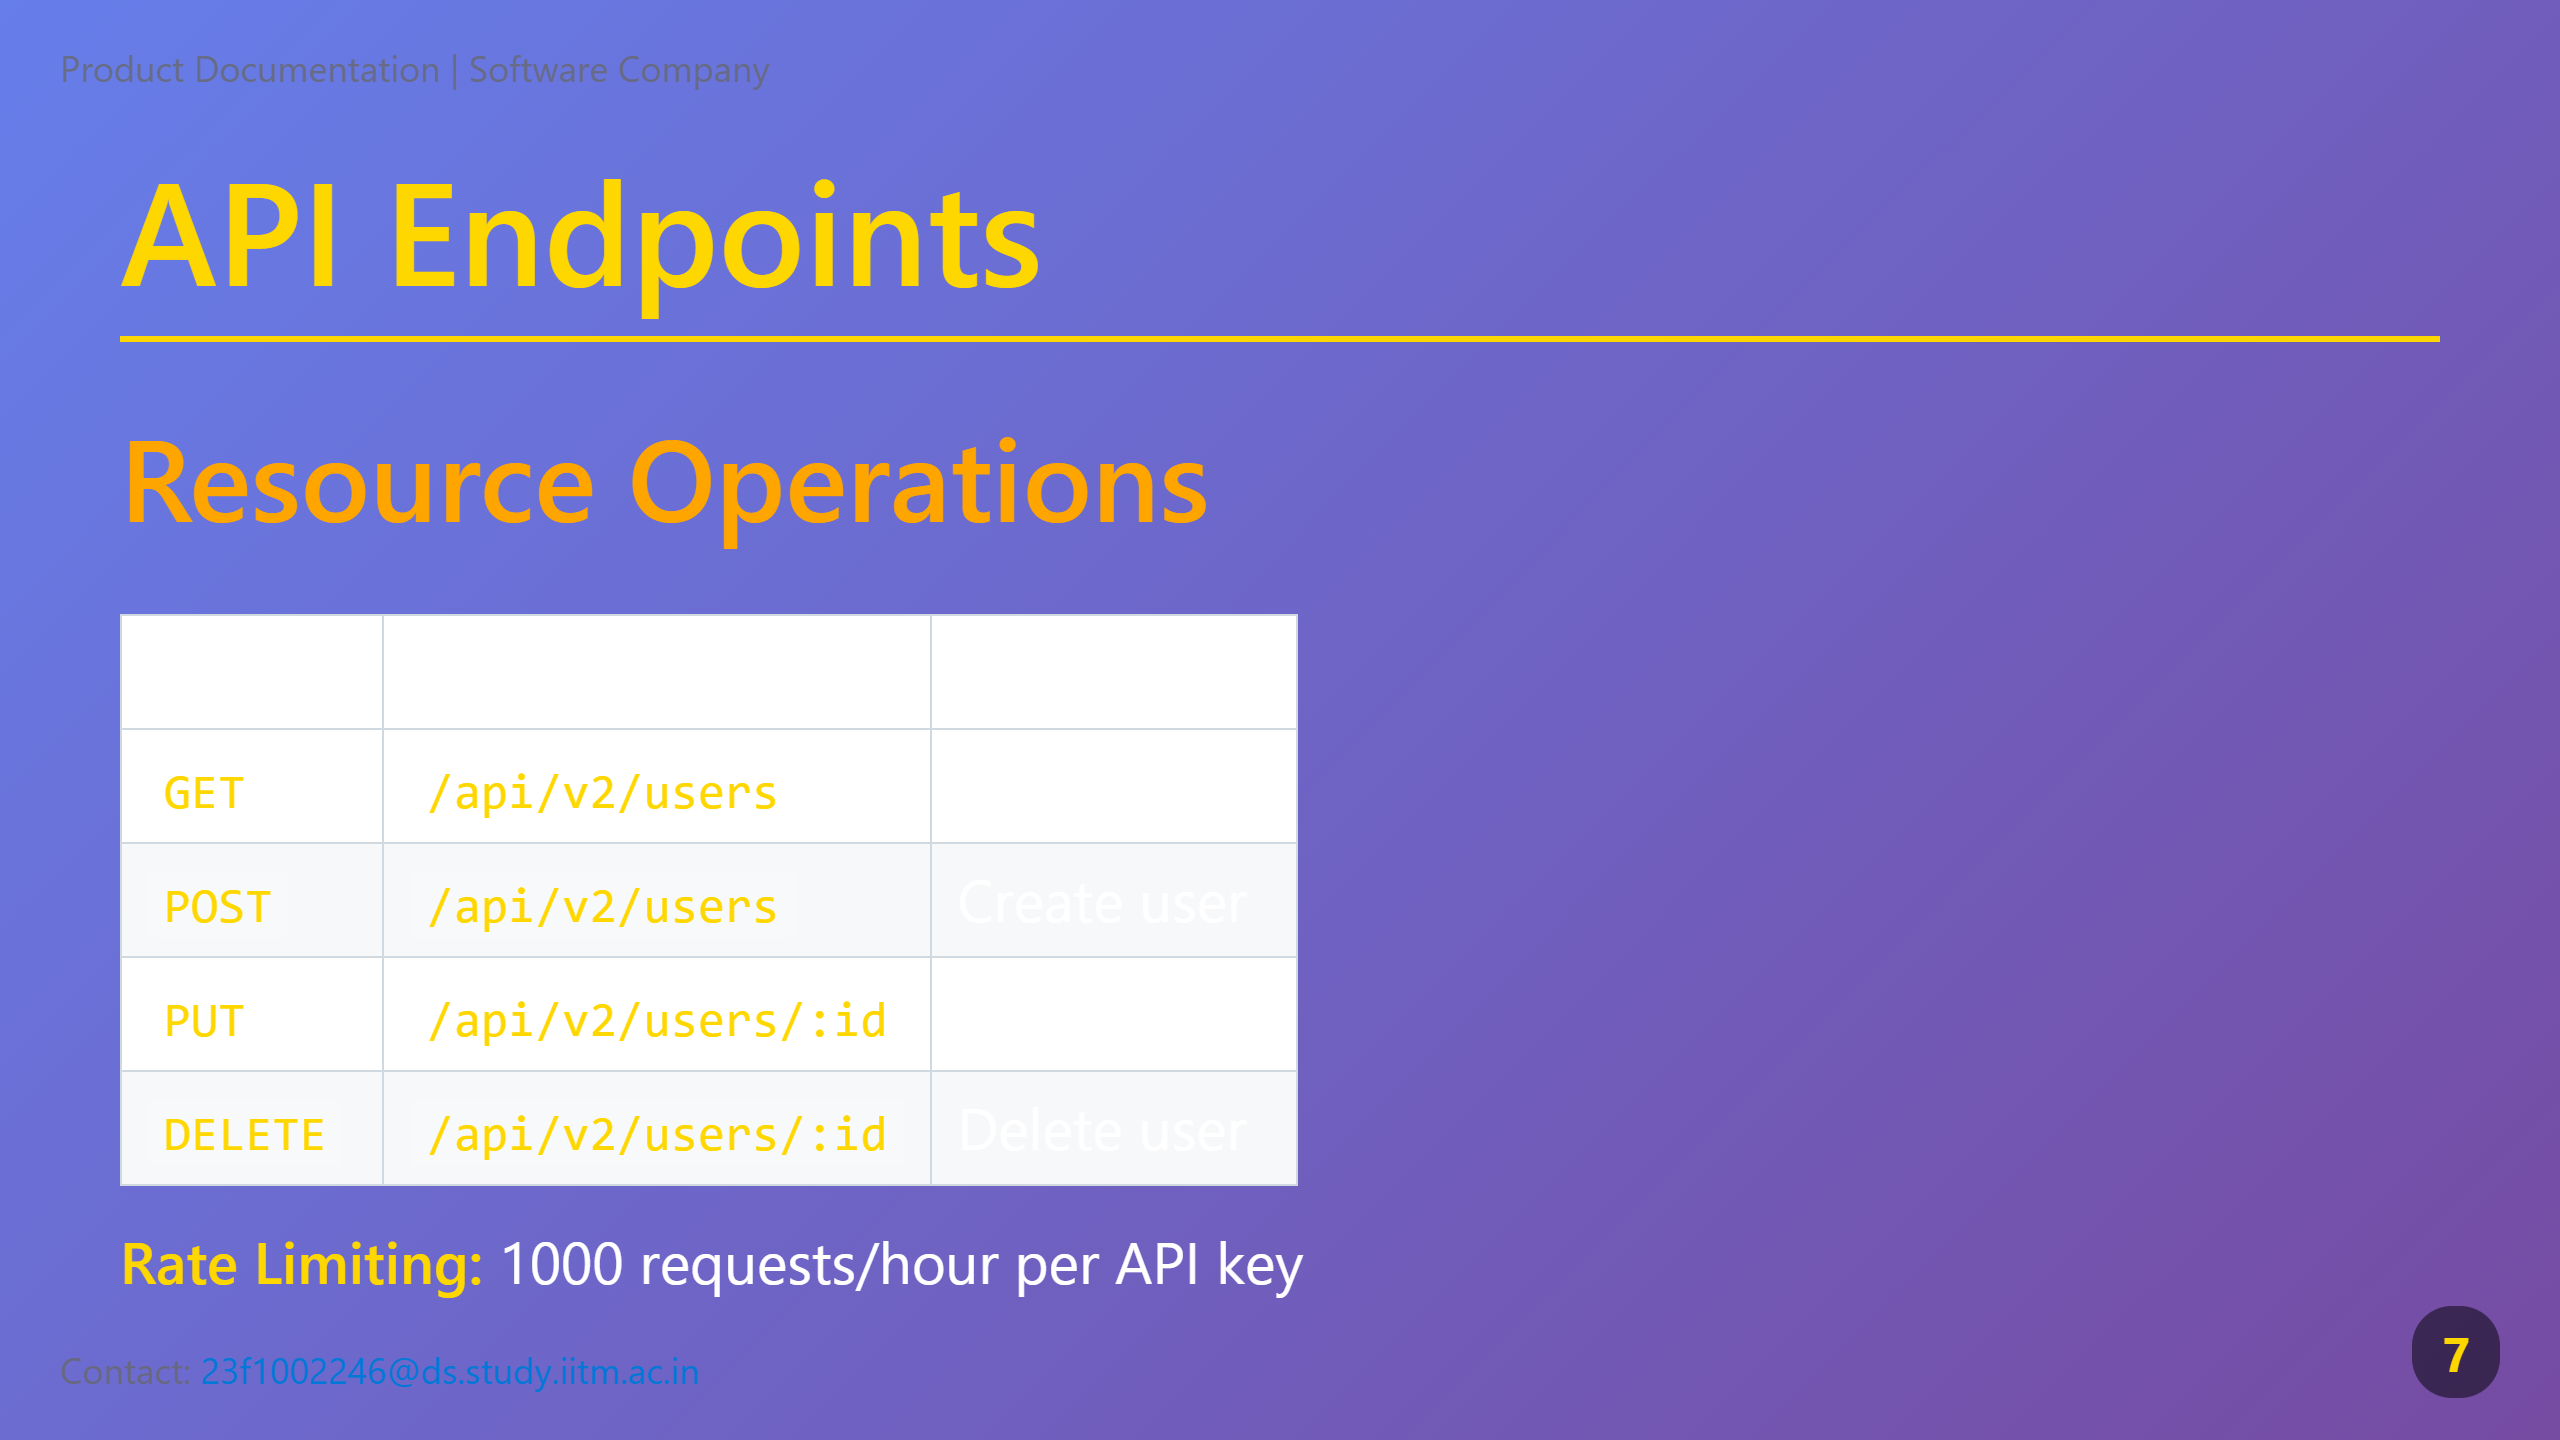 Product Documentation | Software Company
API Endpoints
Resource Operations
GET /api/v2/users
POST /api/v2/users Create user
PUT /api/v2/users/:id
DELETE /api/v2/users/:id Delete user
Rate Limiting: 1000 requests/hour per API key
Contact: 23f1002246@ds.study.iitm.ac.in
7